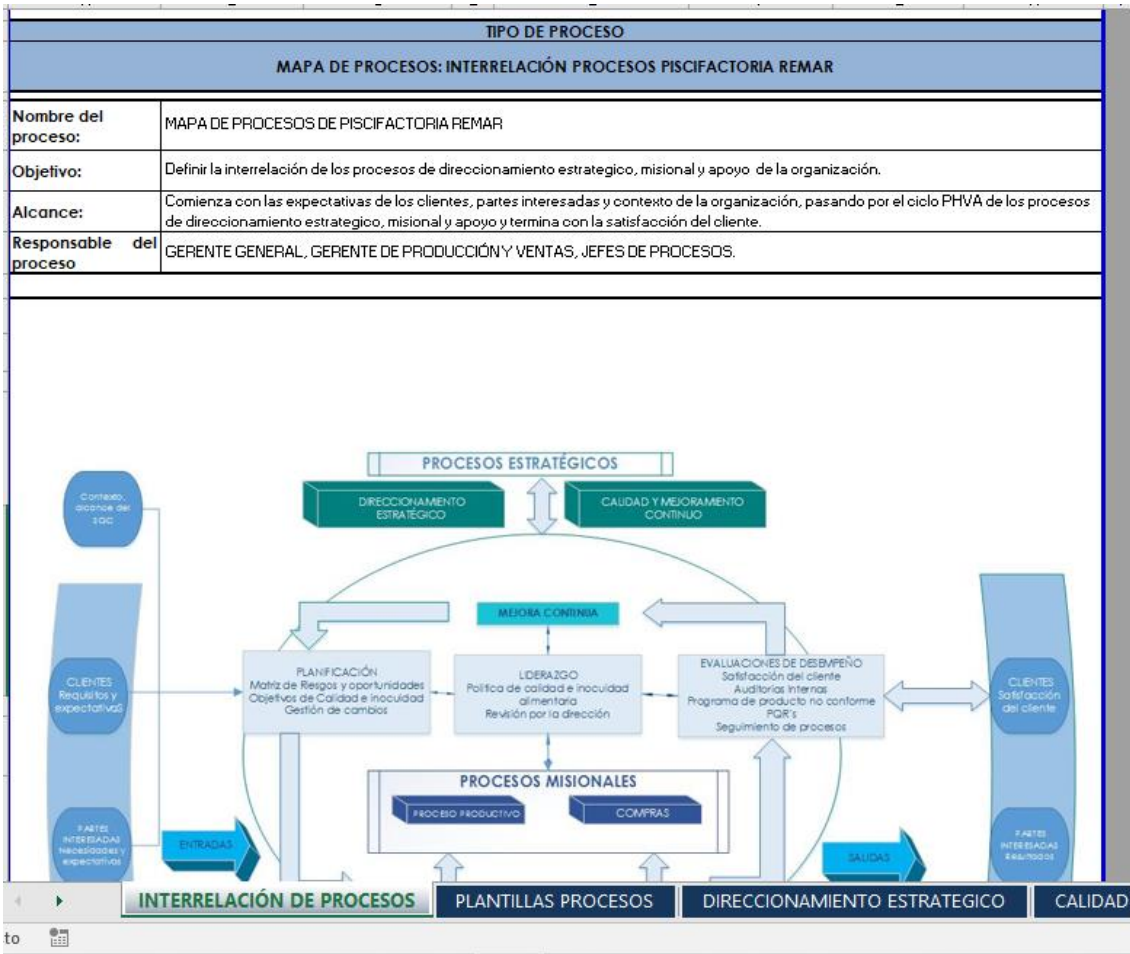 TIPO DE PROCESO
MAPA DE PROCESOS: INTERRELACIÓN PROCESOS PISCIFACTORIA REMAR
Nombre del
proceso:
MAPA DE PROCESOS DE PISCIFACTORIA REMAR
Objetivo:
Definir la interrelación de los procesos de direccionamiento estrategico, misional y apoyo de la organización.
Alcance:
Comienza con las expectativas de los clientes, partes interesadas y contexto de la organización, pasando por el ciclo PHVA de los procesos
de direccionamiento estrategico, misional y apoyo y termina con la satisfacción del cliente.
Responsable del
proceso
GERENTE GENERAL, GERENTE DE PRODUCCIÓN Y VENTAS, JEFES DE PROCESOS.
PROCESOS ESTRATÉGICOS
DIRECCIONAMIENTO
ESTRATÉGICO
CALIDAD Y MEJORAMIENTO
CONTINUO
Contexto,
alcance del
SGC
MEJORA CONTINUA
PLANIFICACIÓN
Matriz de Resgos y oportunidades
Objetivos de Calidad e inocuidad
Gestión de cambios
LIDERAZGO
Política de calidad e inocuidad
alimentaria
Revisión por la dirección
EVALUACIONES DE DESEMPEÑO
Satisfacción del cliente
Auditorias Internas
Programa de producto no conforme
PQR's
Seguimiento de procesos
CLIENTES
Requisitos y
expectativaS
CLIENTES
Satisfacción
del cliente
PROCESOS MISIONALES
PROCESO PRODUCTIVO
COMPRAS
PARTES
INTERESADAS
Necesidades y
expectativas
ENTRADAS
SALIDAS
PARTES
INTERESADAS
Resultados
INTERRELACIÓN DE PROCESOS
PLANTILLAS PROCESOS
DIRECCIONAMIENTO ESTRATEGICO
CALIDAD
to